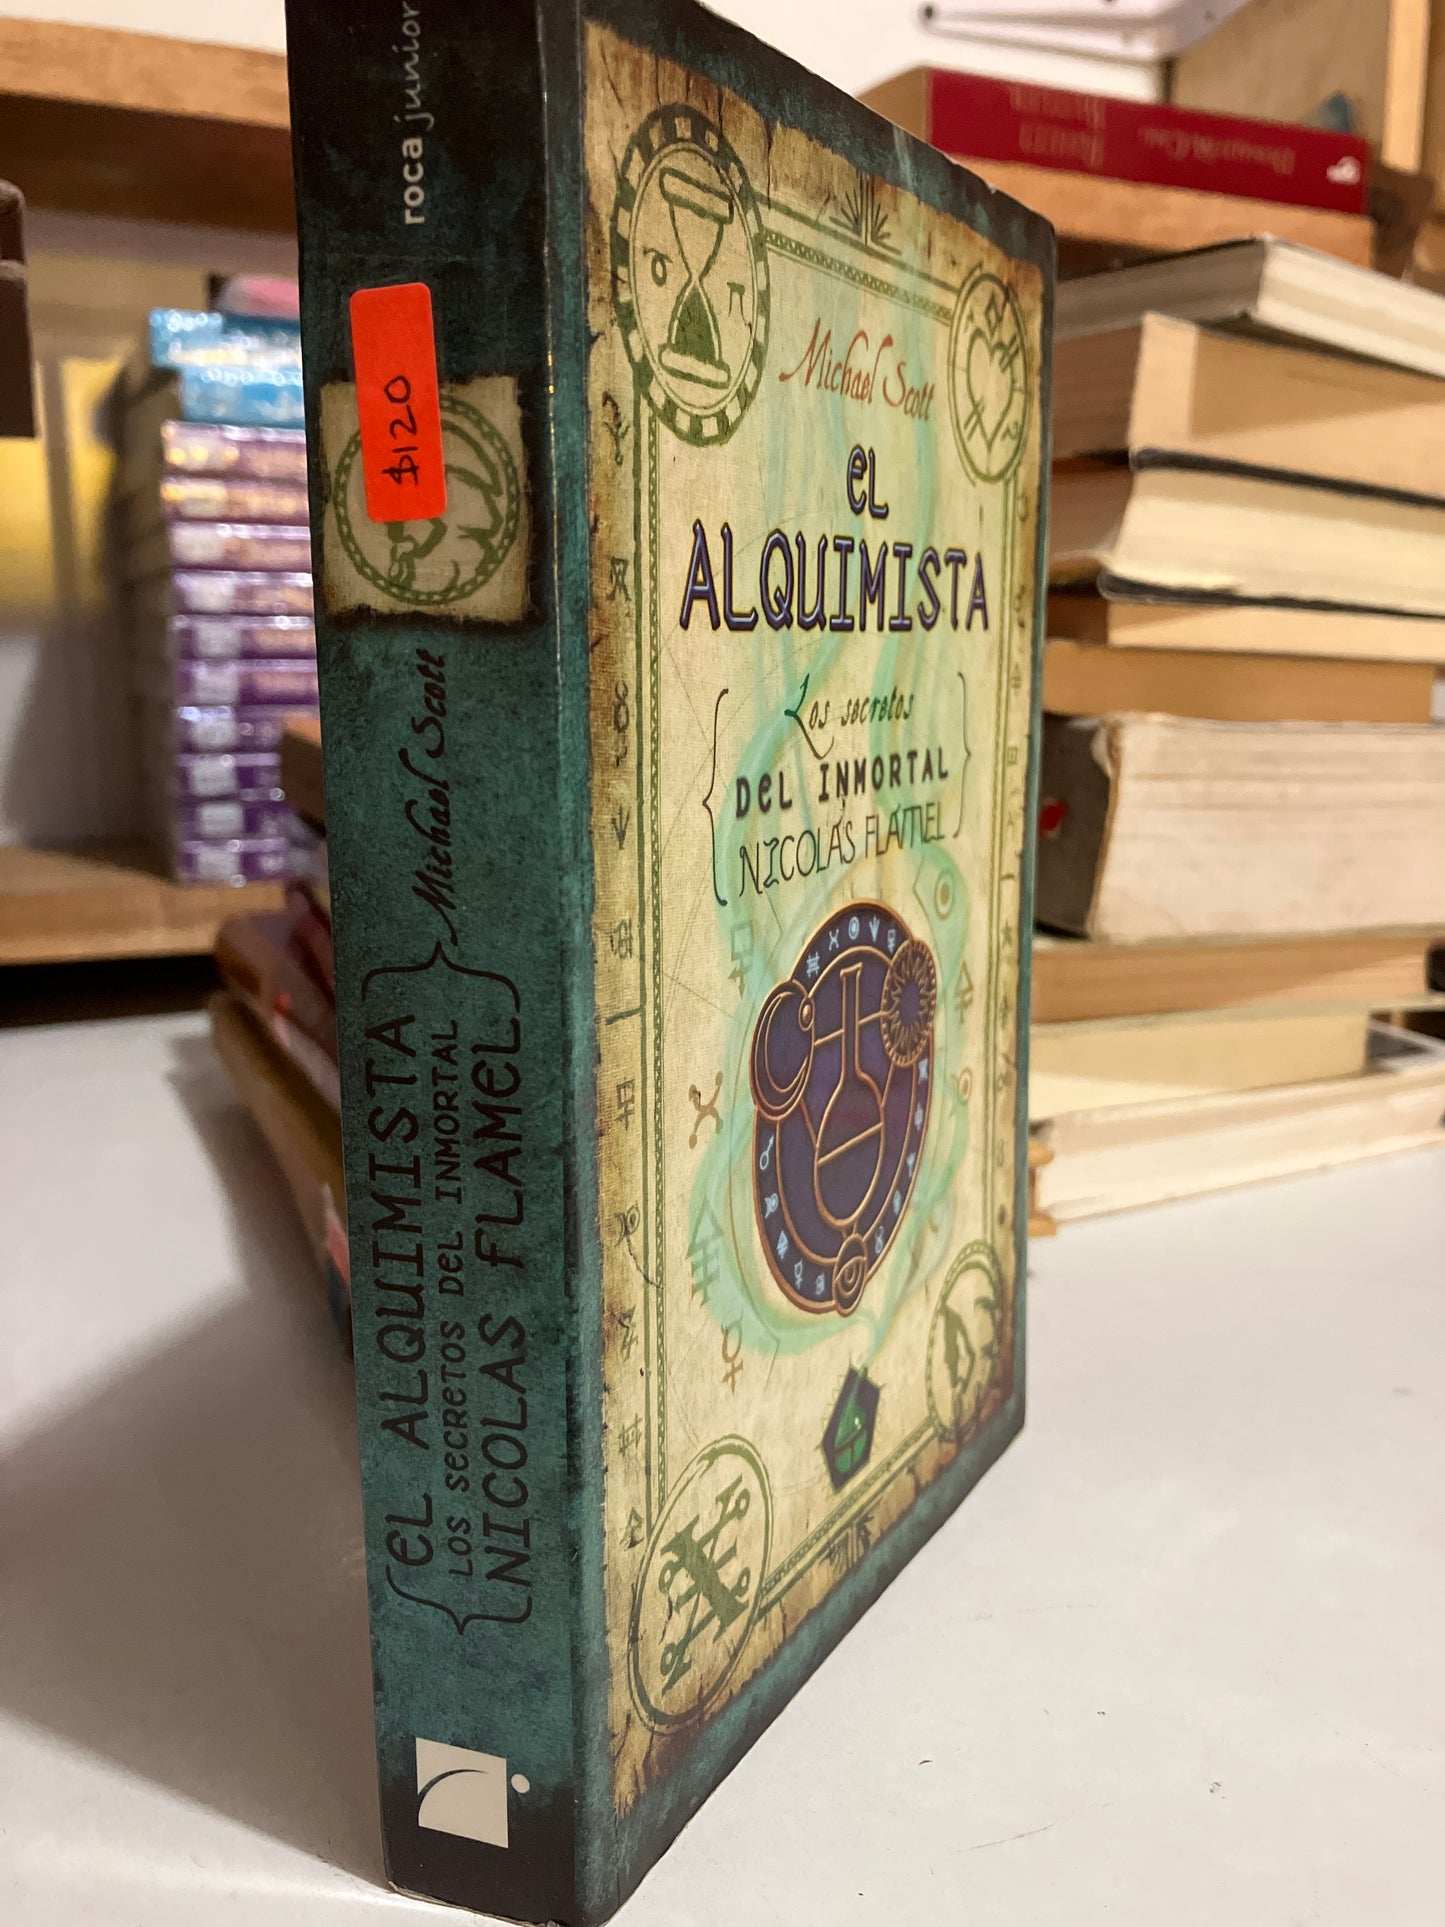 roca junior
$120
Michael Scott
EL ALQUIMISTA
LOS SECRETOS DEL INMORTAL
NICOLAS FLAMEL
Michael Scott
EL
ALQUIMISTA
Los secretos
DEL INMORTAL
NICOLÁS FLAMEL